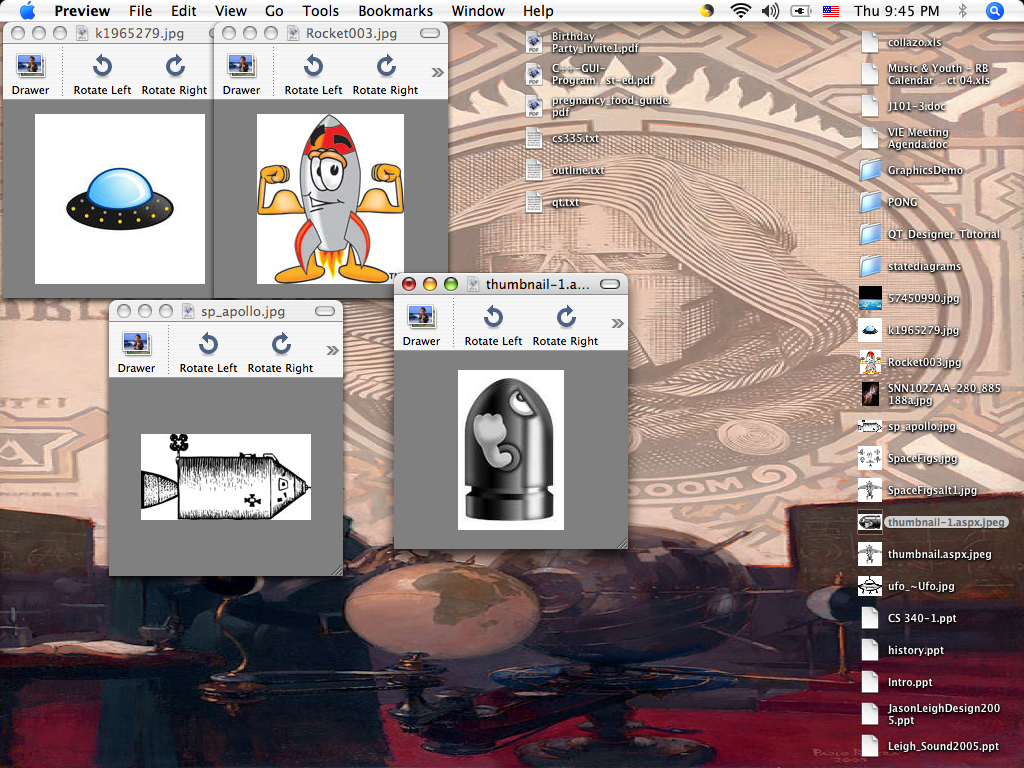 Preview File Edit View Go Tools Bookmarks Window Help Thu 9:45 PM
k1965279.jpg
Drawer Rotate Left Rotate Right
Rocket003.jpg
Drawer Rotate Left Rotate Right
sp_apollo.jpg
Drawer Rotate Left Rotate Right
thumbnail-1.a...
Drawer Rotate Left Rotate Right
Birthday
Party_Invite1.pdf
C++-GUI-
Program...st-ed.pdf
pregnancy_food_guide.
pdf
cs335.txt
outline.txt
qt.txt
collazo.xls
Music & Youth - RB
Calendar ...ct 04.xls
J101-3.doc
VIE Meeting
Agenda.doc
GraphicsDemo
PONG
QT_Designer_Tutorial
statediagrams
57450990.jpg
k1965279.jpg
Rocket003.jpg
SNN1027AA-280_885
188a.jpg
sp_apollo.jpg
SpaceFigs.jpg
SpaceFigsalt1.jpg
thumbnail-1.aspx.jpeg
thumbnail.aspx.jpeg
ufo_~Ufo.jpg
CS 340-1.ppt
history.ppt
Intro.ppt
JasonLeighDesign200
5.ppt
Leigh_Sound2005.ppt